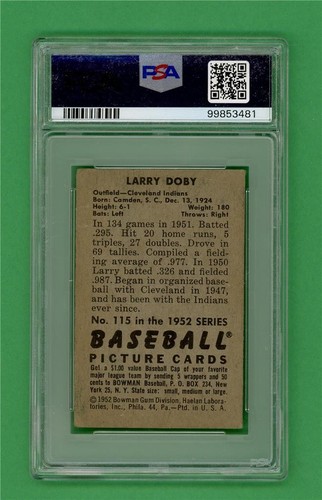 PSA
99853481
LARRY DOBY
Outfield—Cleveland Indians
Born: Camden, S. C., Dec. 13, 1924
Height: 6-1 Weight: 180
Bats: Left Throws: Right
In 134 games in 1951. Batted
.295. Hit 20 home runs, 5
triples, 27 doubles. Drove in
69 tallies. Compiled a field-
ing average of .977. In 1950
Larry batted .326 and fielded
.987. Began in organized base-
ball with Cleveland in 1947,
and has been with the Indians
ever since.
No. 115 in the 1952 SERIES
BASEBALL®
PICTURE CARDS
Get a $1.00 value Baseball Cap of your favorite
major league team by sending 5 wrappers and 50
cents to BOWMAN Baseball, P. O. BOX 234, New
York 25, N. Y. State size: small, medium or large.
©1952 Bowman Gum Division, Haelan Labora-
tories, Inc., Phila. 44, Pa.—Ptd. in U. S. A.